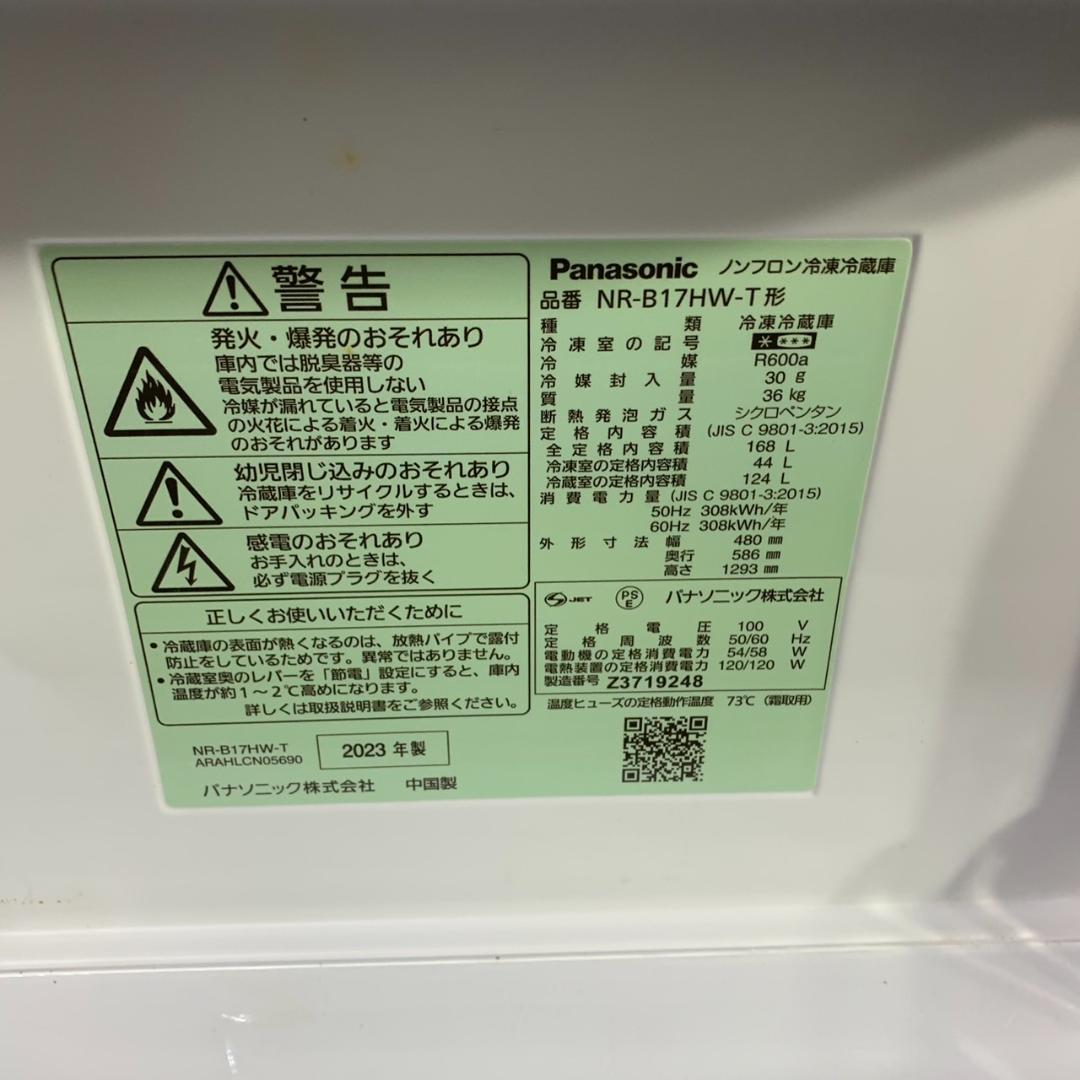 警告
発火・爆発のおそれあり
庫内では脱臭器等の
電気製品を使用しない
冷媒が漏れていると電気製品の接点
の火花による着火・着火による爆発
のおそれがあります
幼児閉じ込みのおそれあり
冷蔵庫をリサイクルするときは、
ドアパッキングを外す
感電のおそれあり
お手入れのときは、
必ず電源プラグを抜く
正しくお使いいただくために
・冷蔵庫の表面が熱くなるのは、放熱パイプで露付
防止をしているためです。異常ではありません。
・冷蔵室奥のレバーを「節電」設定にすると、庫内
温度が約1～2℃高めになります。
詳しくは取扱説明書をご参照ください。
NR-B17HW-T
ARAHLCN05690
2023 年製
パナソニック株式会社 中国製
Panasonic ノンフロン冷凍冷蔵庫
品番 NR-B17HW-T形
種類 冷凍冷蔵庫
冷凍室の記号 * ***
冷媒 R600a
冷媒封入量 30 g
質量 36 kg
断熱発泡ガス シクロペンタン
定格内容積 (JIS C 9801-3:2015)
全定格内容積 168 L
冷凍室の定格内容積 44 L
冷蔵室の定格内容積 124 L
消費電力量 (JIS C 9801-3:2015)
50Hz 308kWh/年
60Hz 308kWh/年
外形寸法 幅 480 mm
奥行 586 mm
高さ 1293 mm
S JET PS E パナソニック株式会社
定格電圧 100 V
定格周波数 50/60 Hz
電動機の定格消費電力 54/58 W
電熱装置の定格消費電力 120/120 W
製造番号 Z3719248
温度ヒューズの定格動作温度 73℃ (霜取用)